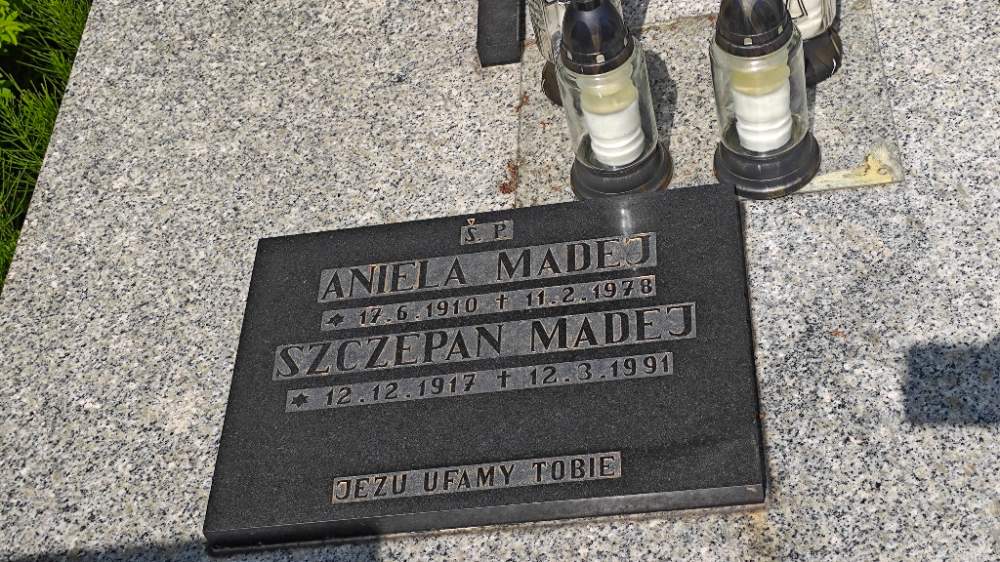 Ś. P.
ANIELA MADEJ
✶ 17.6.1910 ✝ 11.2.1978
SZCZEPAN MADEJ
✶ 12.12.1917 ✝ 12.3.1991
JEZU UFAMY TOBIE